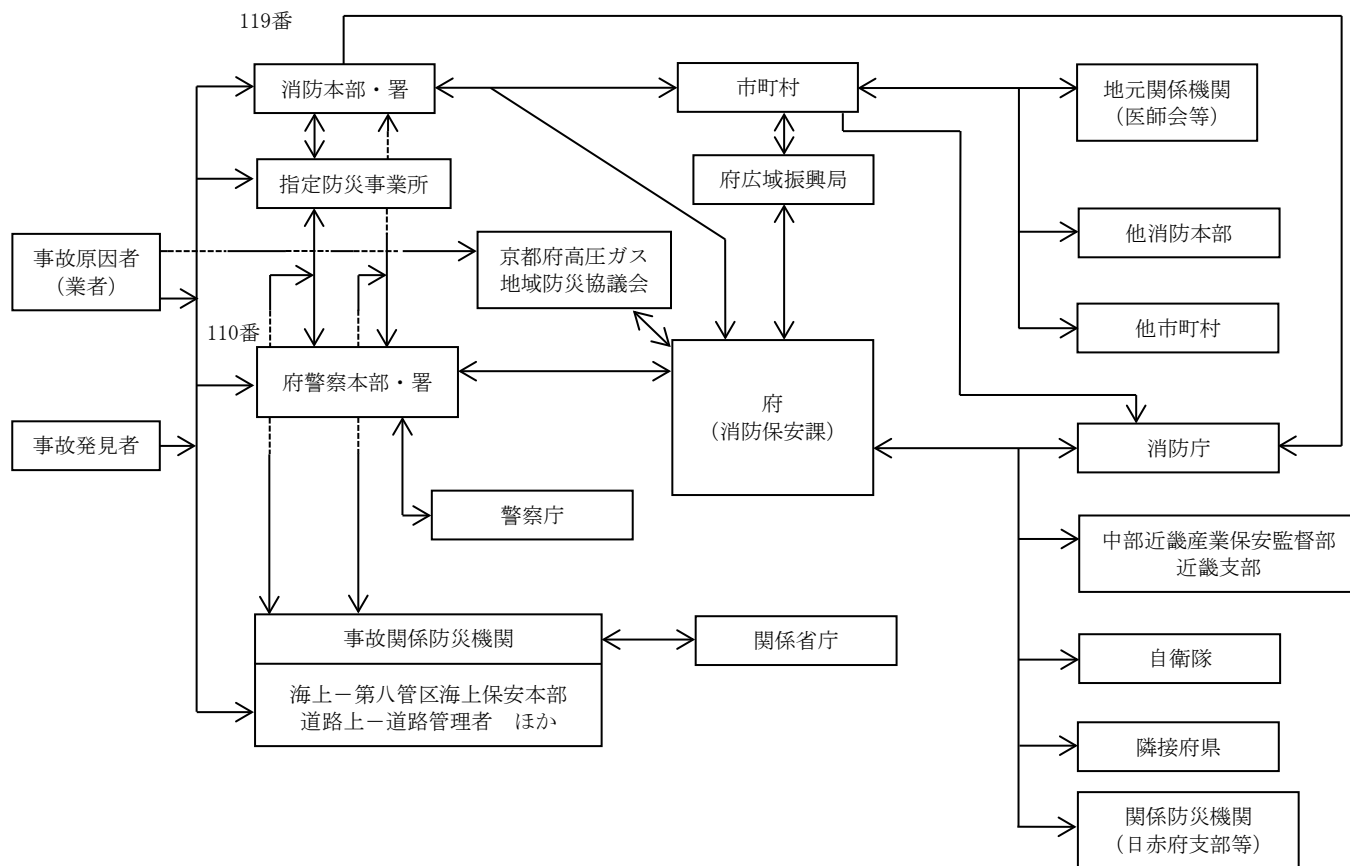 119番
消防本部・署
市町村
地元関係機関
（医師会等）
指定防災事業所
府広域振興局
他消防本部
事故原因者
（業者）
京都府高圧ガス
地域防災協議会
他市町村
110番
府警察本部・署
府
（消防保安課）
事故発見者
消防庁
警察庁
中部近畿産業保安監督部
近畿支部
事故関係防災機関
関係省庁
自衛隊
海上－第八管区海上保安本部
道路上－道路管理者　ほか
隣接府県
関係防災機関
（日赤府支部等）